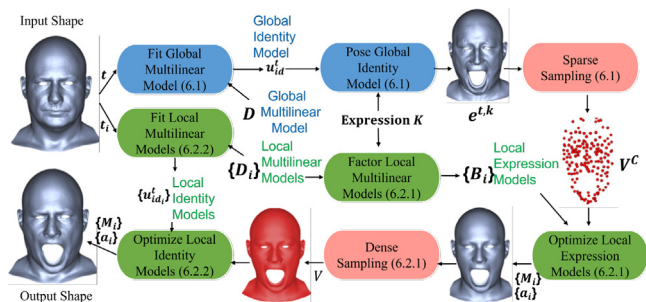 Input Shape
t
t_i
Fit Global
Multilinear
Model (6.1)
Global
Identity
Model
u_id^t
Pose Global
Identity
Model (6.1)
e^{t,k}
Sparse
Sampling (6.1)
V^C
D
Global
Multilinear
Model
Expression K
Fit Local
Multilinear
Models (6.2.2)
{D_i}
Local
Multilinear
Models
Factor Local
Multilinear
Models (6.2.1)
{B_i}
Local
Expression
Models
{u_{id_i}^t}
Local
Identity
Models
Optimize Local
Expression
Models (6.2.1)
{M_i}
{a_i}
Dense
Sampling (6.2.1)
V
Optimize Local
Identity
Models (6.2.2)
{M_i}
{a_i}
Output Shape